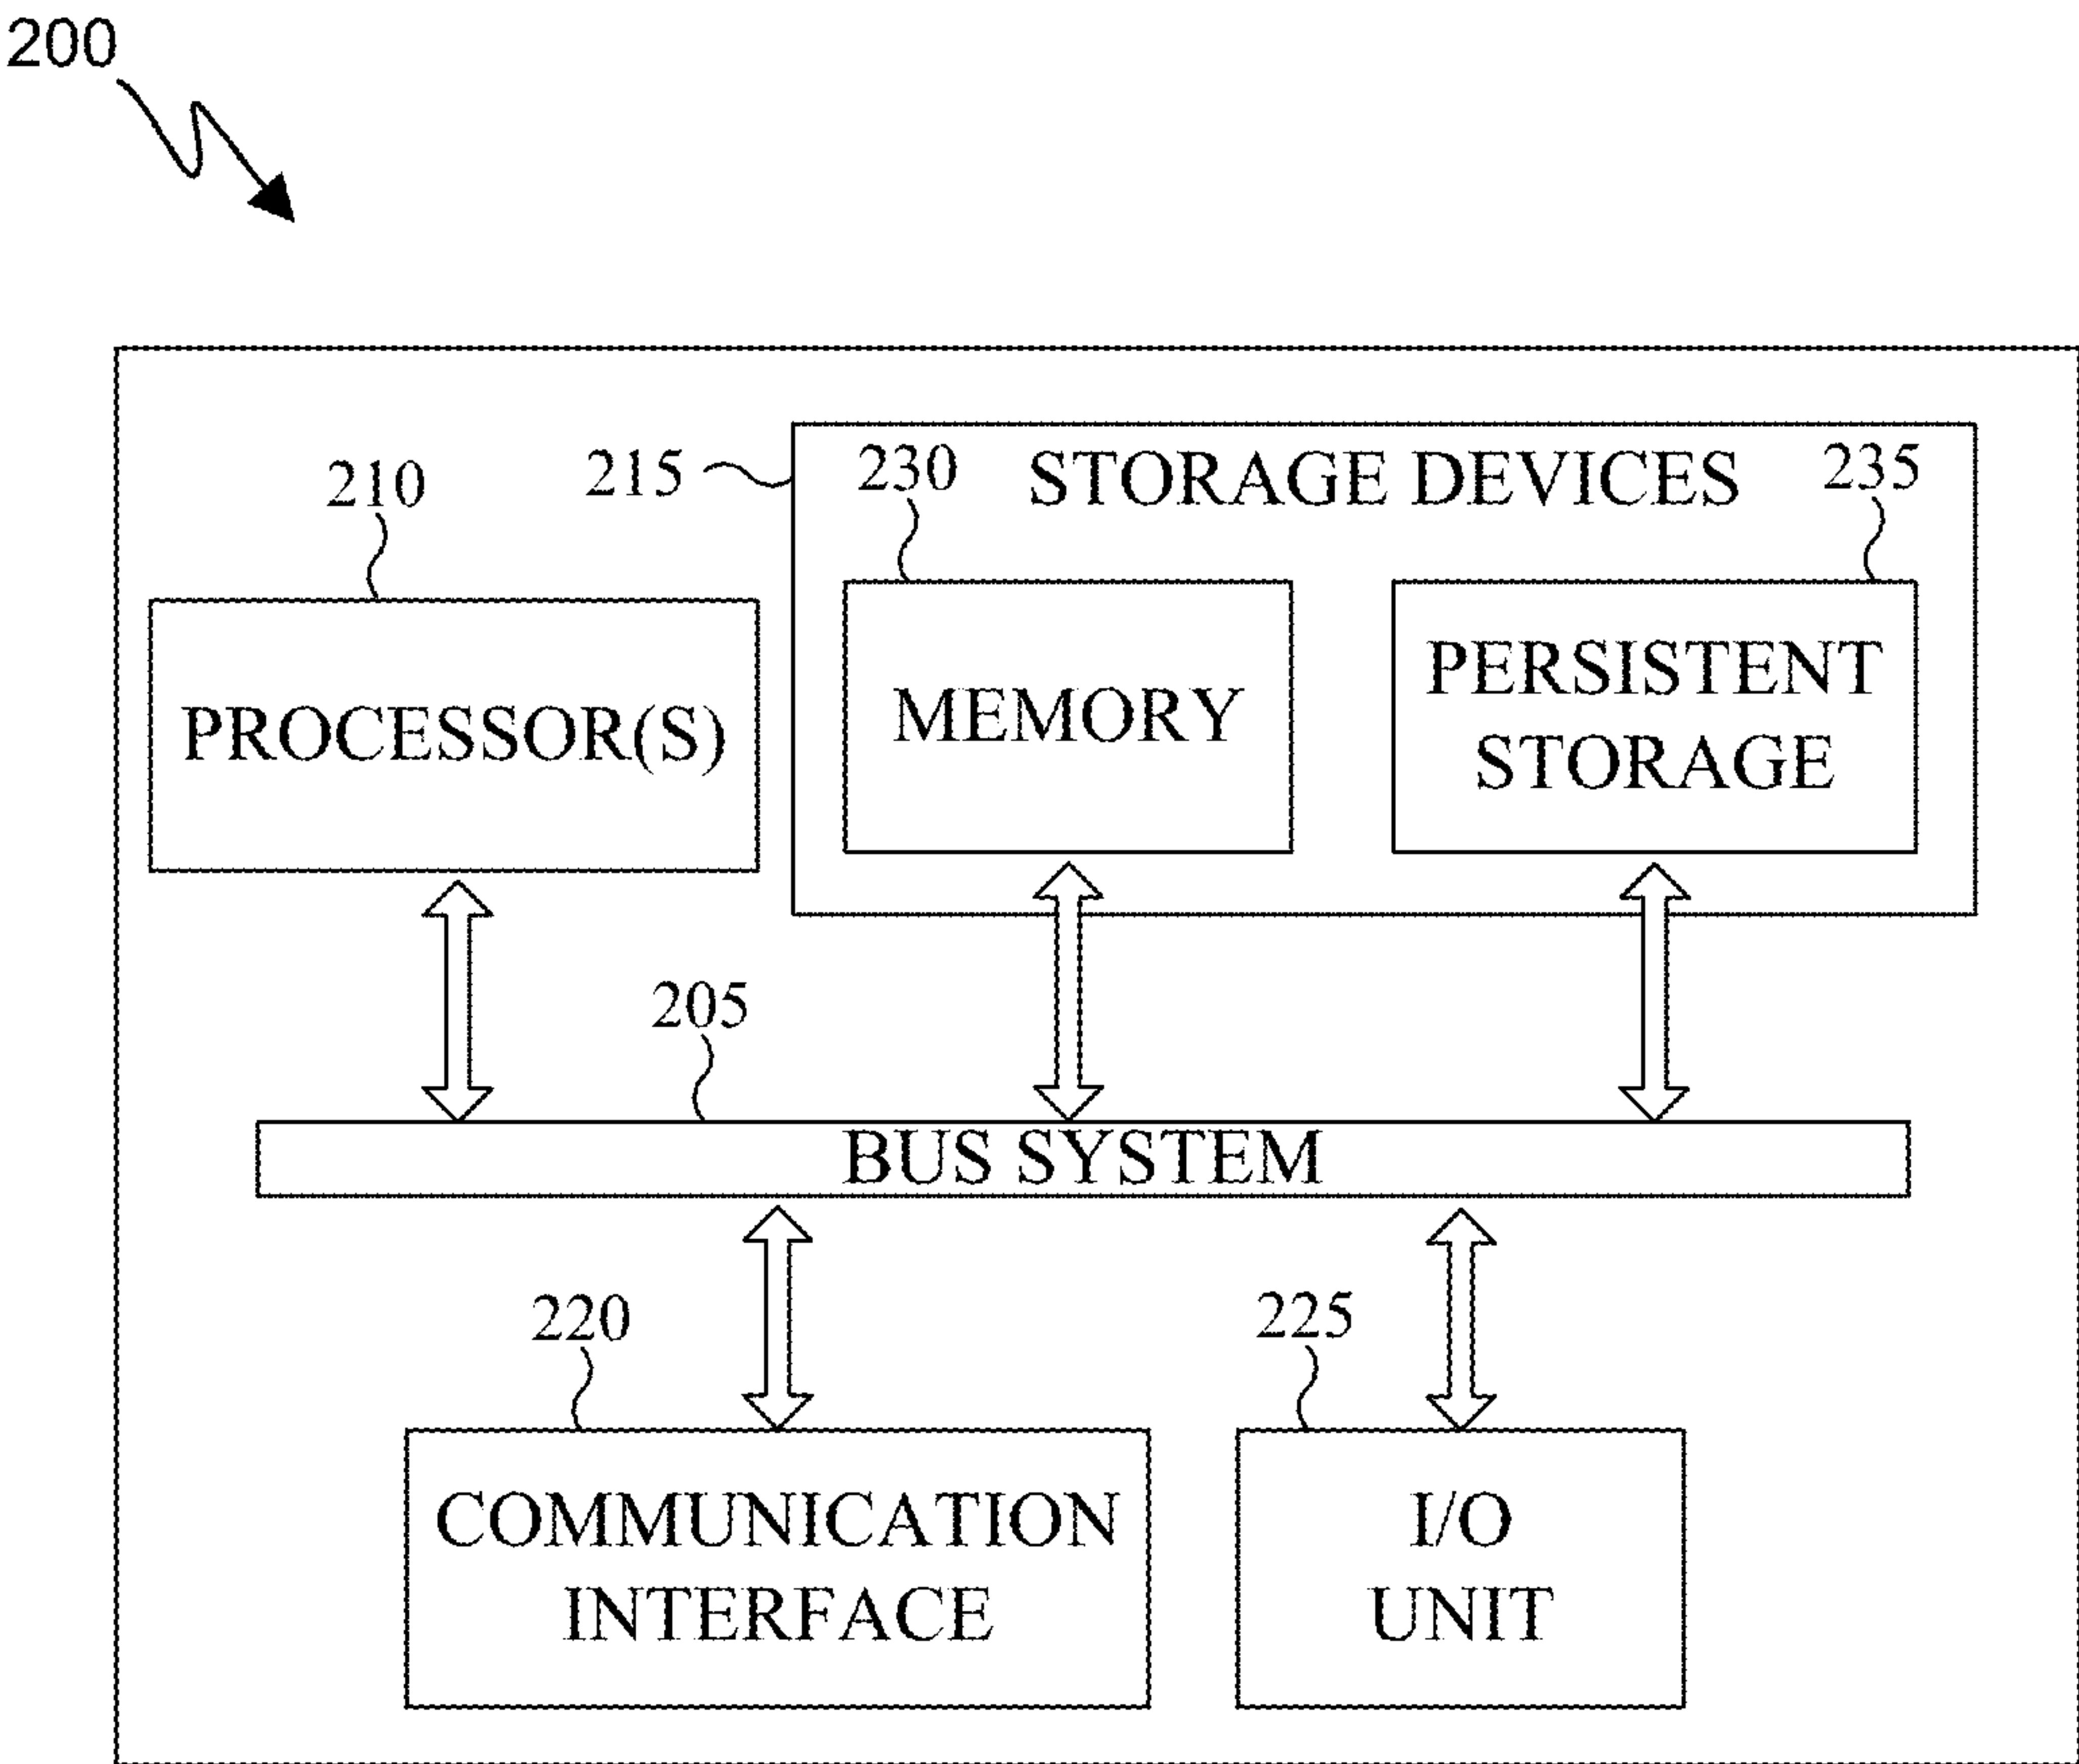 200
210
215
230
STORAGE DEVICES
235
PROCESSOR(S)
MEMORY
PERSISTENT
STORAGE
205
BUS SYSTEM
220
225
COMMUNICATION
INTERFACE
I/O
UNIT